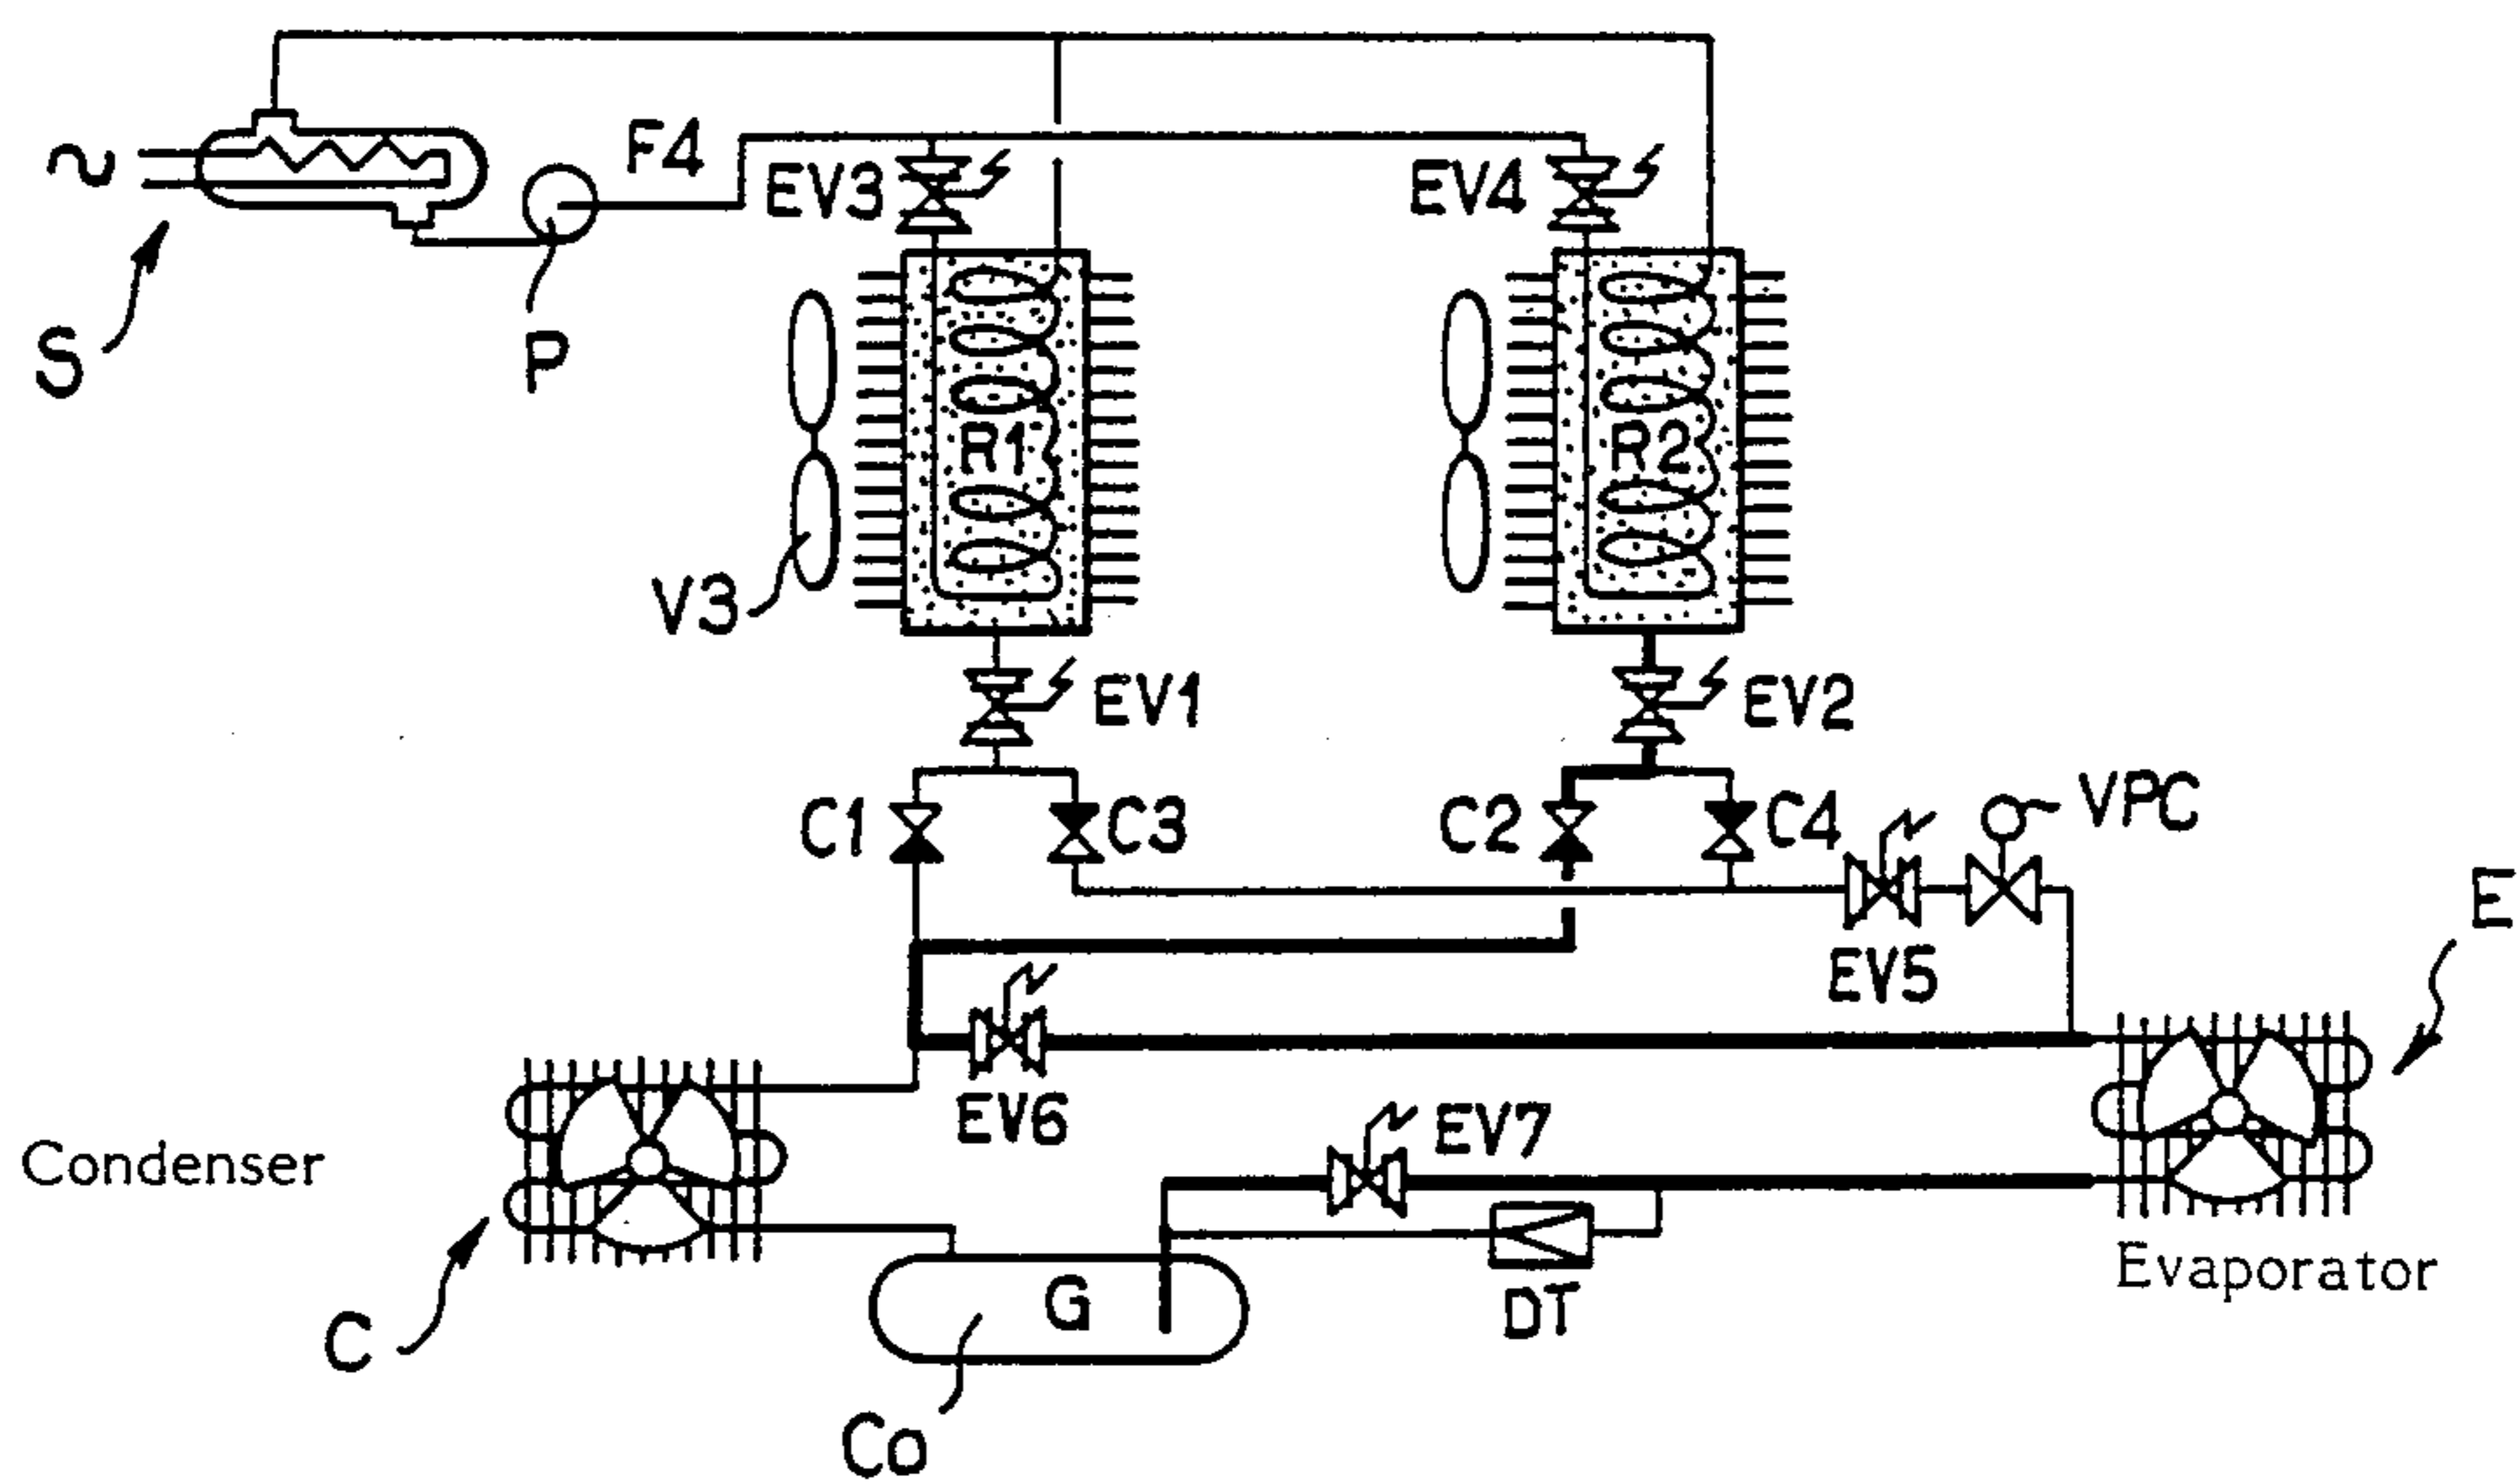 F4
EV3
EV4
S
P
R1
R2
V3
EV1
EV2
C1
C3
C2
C4
VPC
E
EV5
EV6
EV7
Condenser
Evaporator
G
DT
C
Co